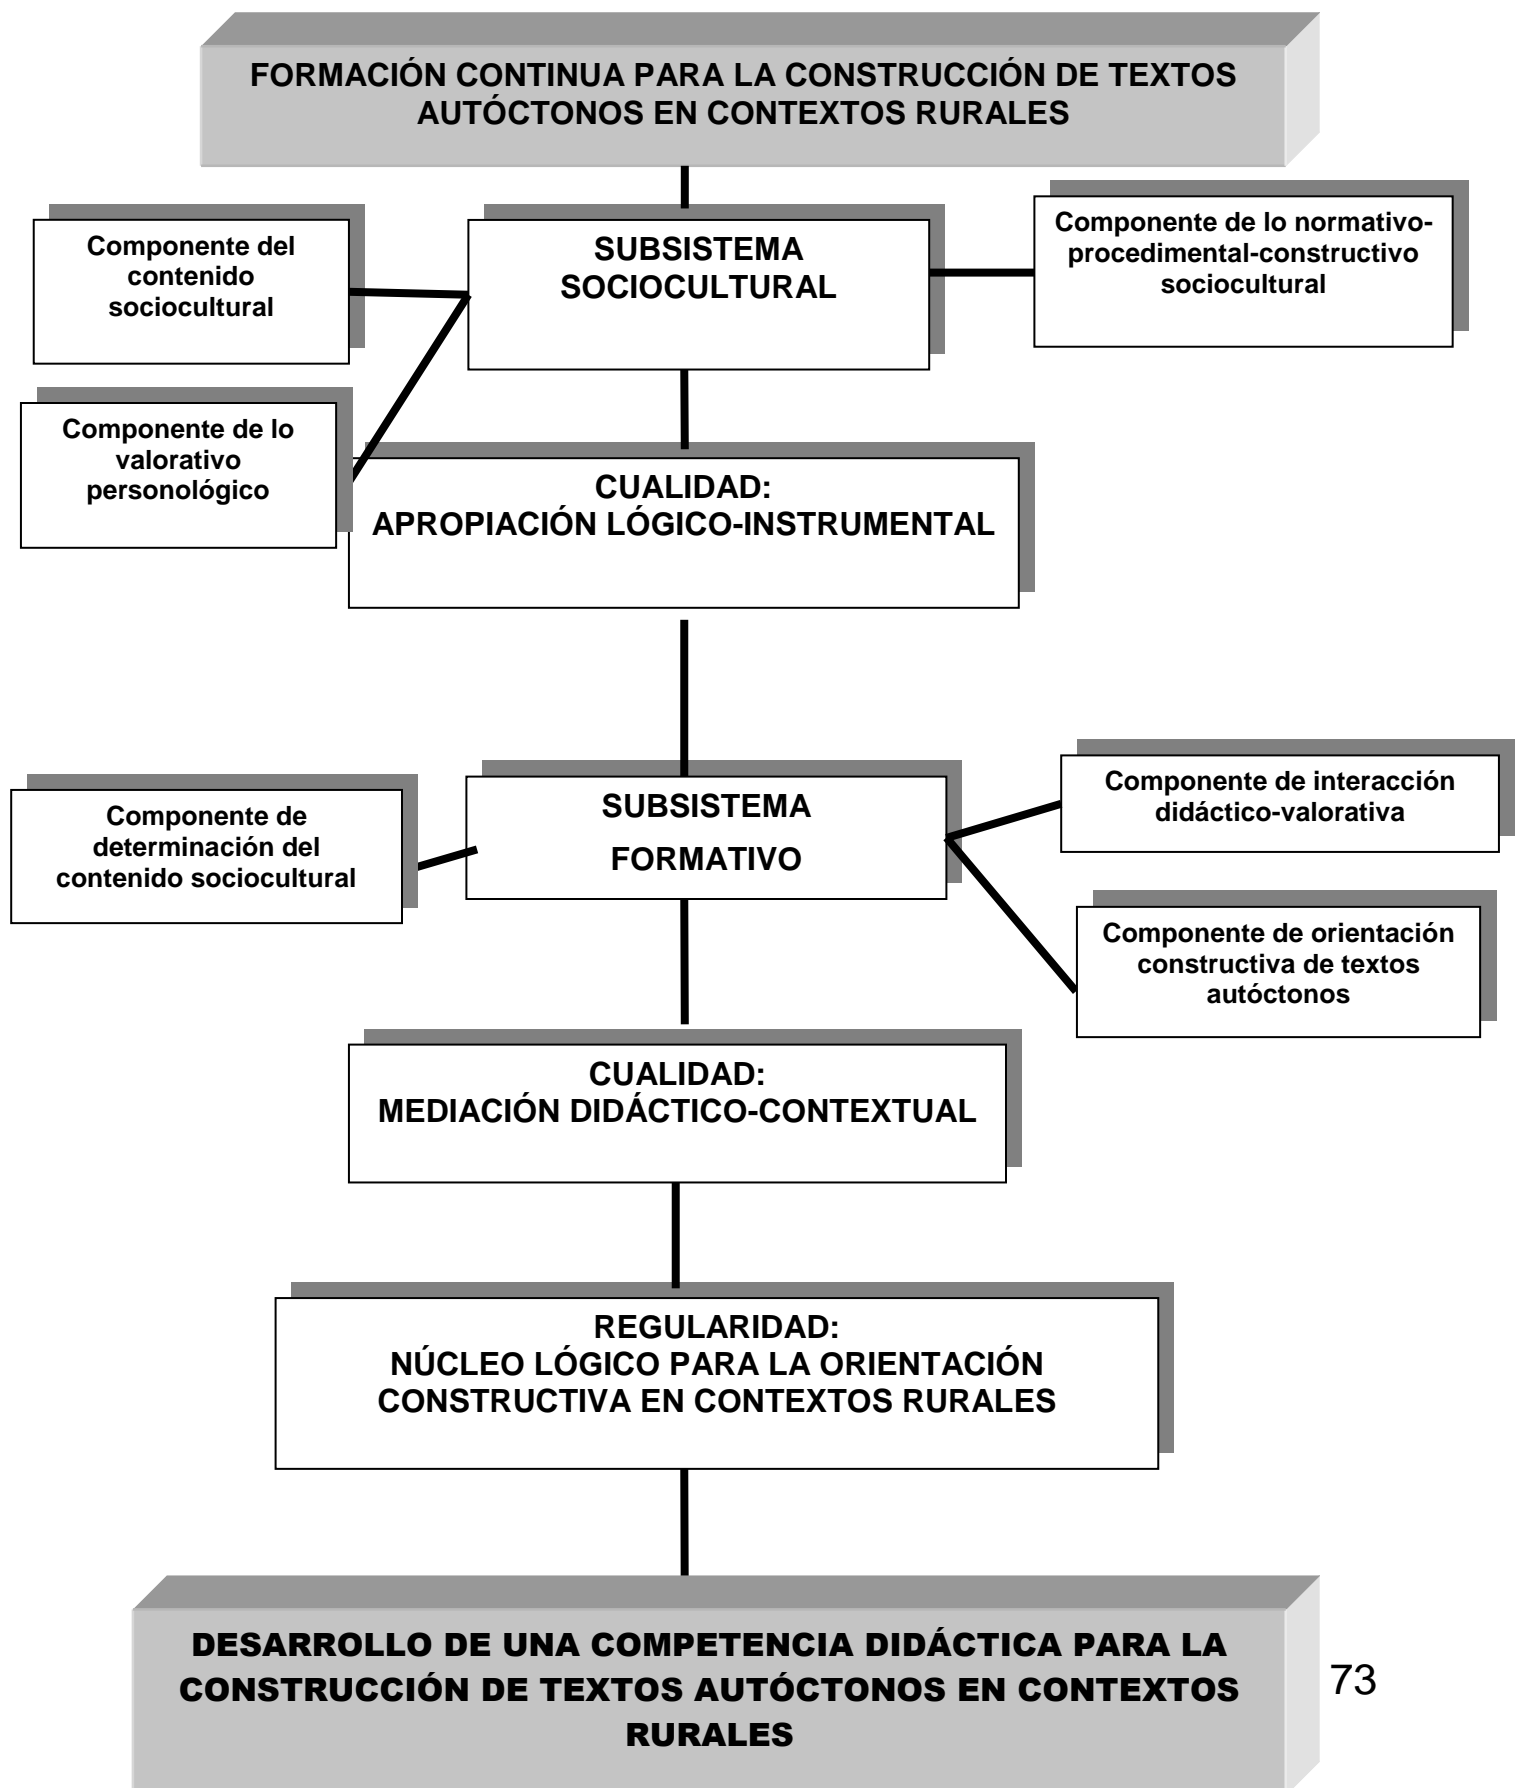 FORMACIÓN CONTINUA PARA LA CONSTRUCCIÓN DE TEXTOS
AUTÓCTONOS EN CONTEXTOS RURALES
Componente del
contenido
sociocultural
SUBSISTEMA
SOCIOCULTURAL
Componente de lo normativo-
procedimental-constructivo
sociocultural
Componente de lo
valorativo
personológico
CUALIDAD:
APROPIACIÓN LÓGICO-INSTRUMENTAL
Componente de
determinación del
contenido sociocultural
SUBSISTEMA
FORMATIVO
Componente de interacción
didáctico-valorativa
Componente de orientación
constructiva de textos
autóctonos
CUALIDAD:
MEDIACIÓN DIDÁCTICO-CONTEXTUAL
REGULARIDAD:
NÚCLEO LÓGICO PARA LA ORIENTACIÓN
CONSTRUCTIVA EN CONTEXTOS RURALES
DESARROLLO DE UNA COMPETENCIA DIDÁCTICA PARA LA
CONSTRUCCIÓN DE TEXTOS AUTÓCTONOS EN CONTEXTOS
RURALES
73